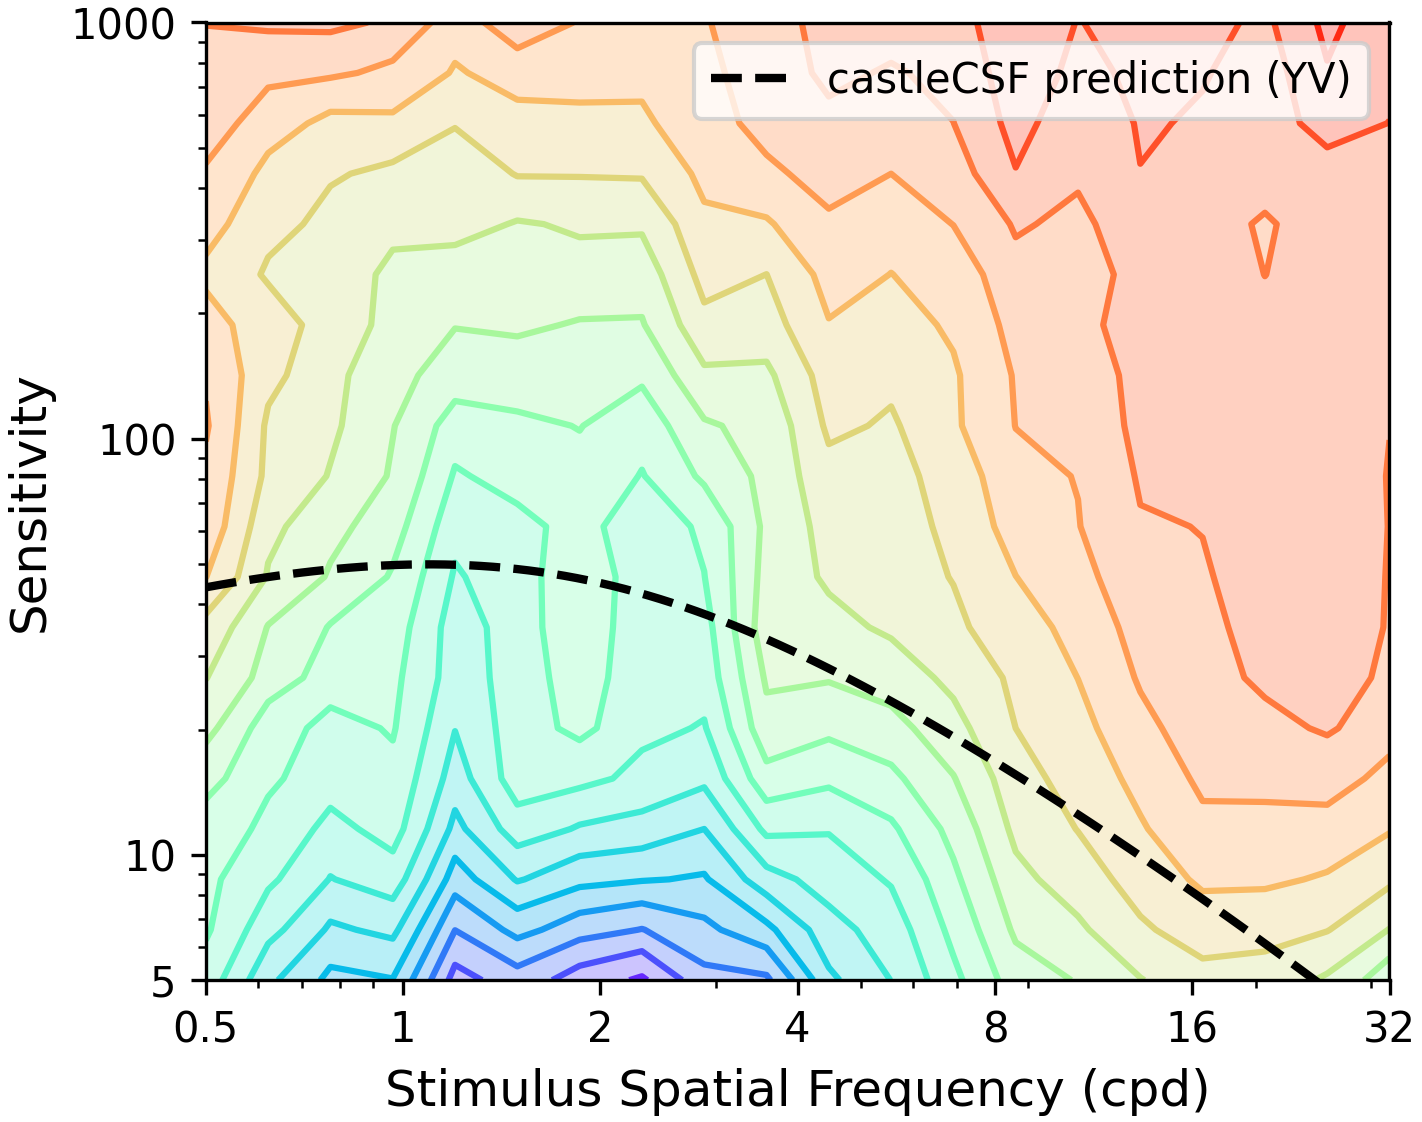 1000
castleCSF prediction (YV)
Sensitivity
100
10
5
0.5 1 2 4 8 16 32
Stimulus Spatial Frequency (cpd)